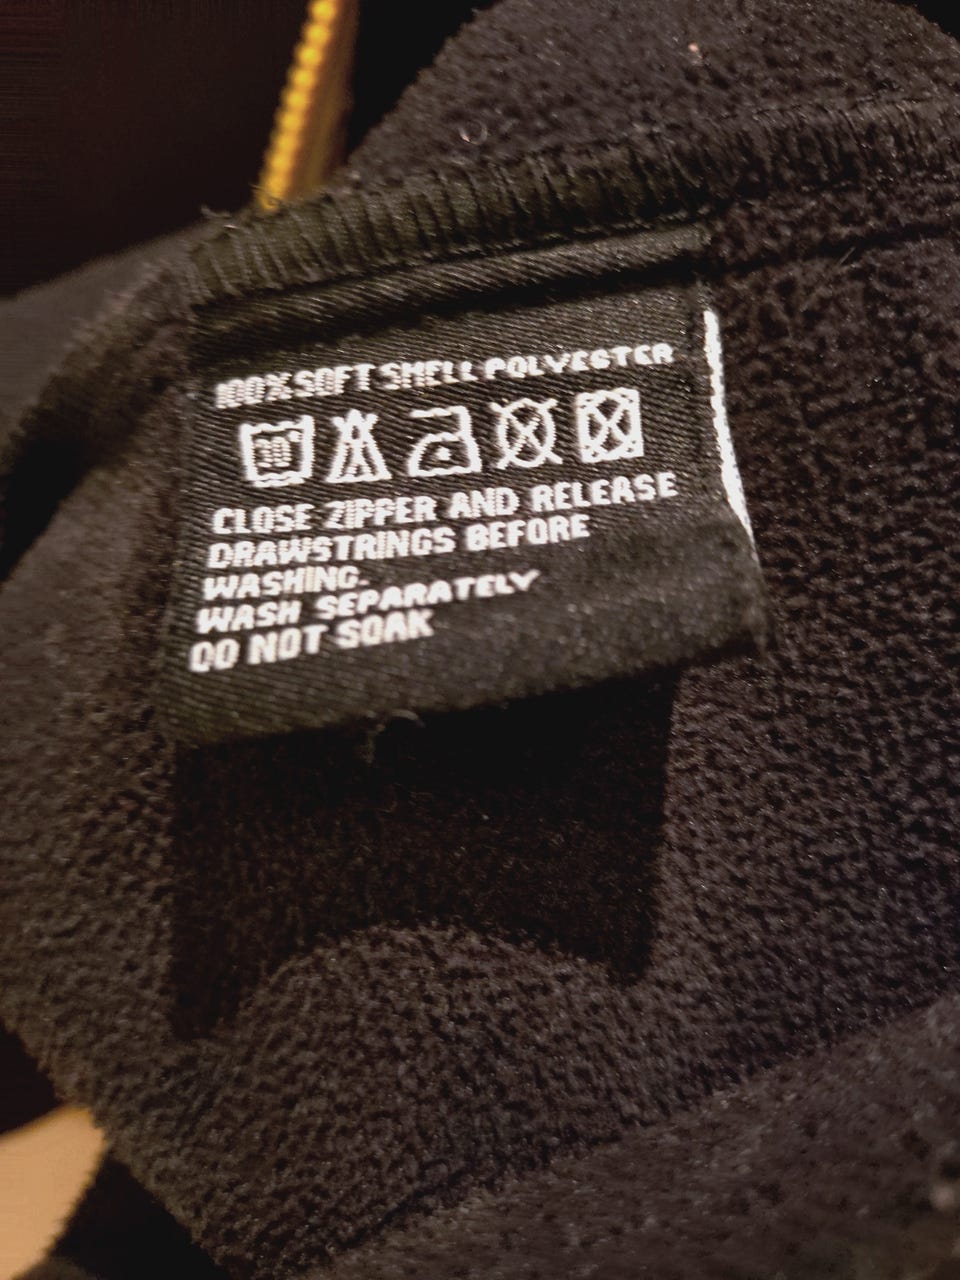 100% SOFT SHELL POLYESTER
CLOSE ZIPPER AND RELEASE
DRAWSTRINGS BEFORE
WASHING.
WASH SEPARATELY
DO NOT SOAK